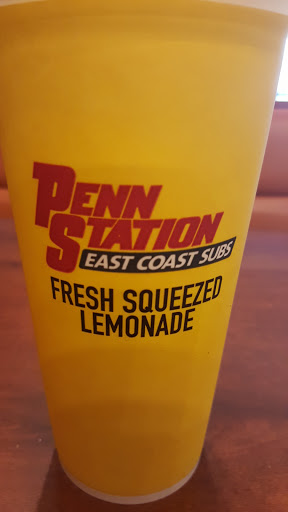 PENN
STATION
EAST COAST SUBS
FRESH SQUEEZED
LEMONADE